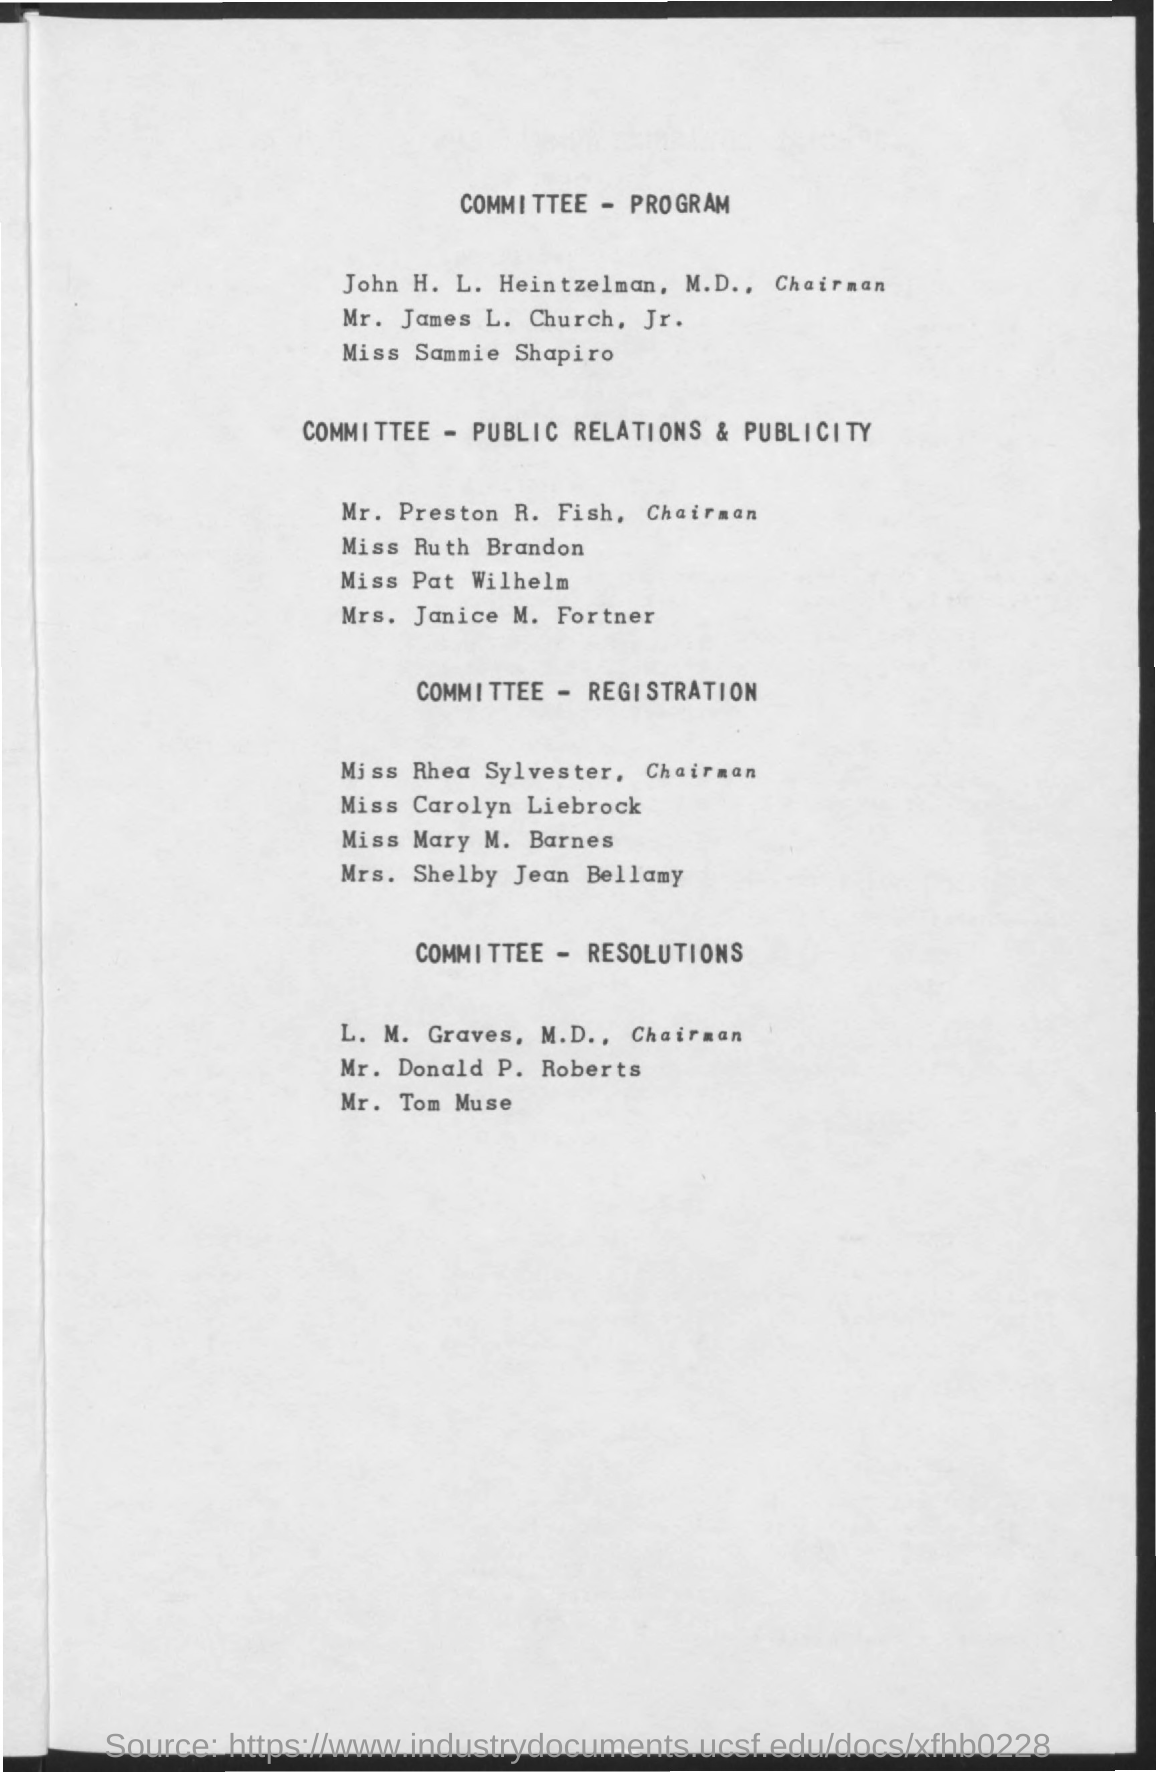 COMMITTEE - PROGRAM
John H. L. Heintzelman, M.D., Chairman
Mr. James L. Church, Jr.
Miss Sammie Shapiro
COMMITTEE - PUBLIC RELATIONS & PUBLICITY
Mr. Preston R. Fish, Chairman
Miss Ruth Brandon
Miss Pat Wilhelm
Mrs. Janice M. Fortner
COMMITTEE - REGISTRATION
Miss Rhea Sylvester, Chairman
Miss Carolyn Liebrock
Miss Mary M. Barnes
Mrs. Shelby Jean Bellamy
COMMITTEE - RESOLUTIONS
L. M. Graves, M.D., Chairman
Mr. Donald P. Roberts
Mr. Tom Muse
Source: https://www.industrydocuments.ucsf.edu/docs/xfhb0228